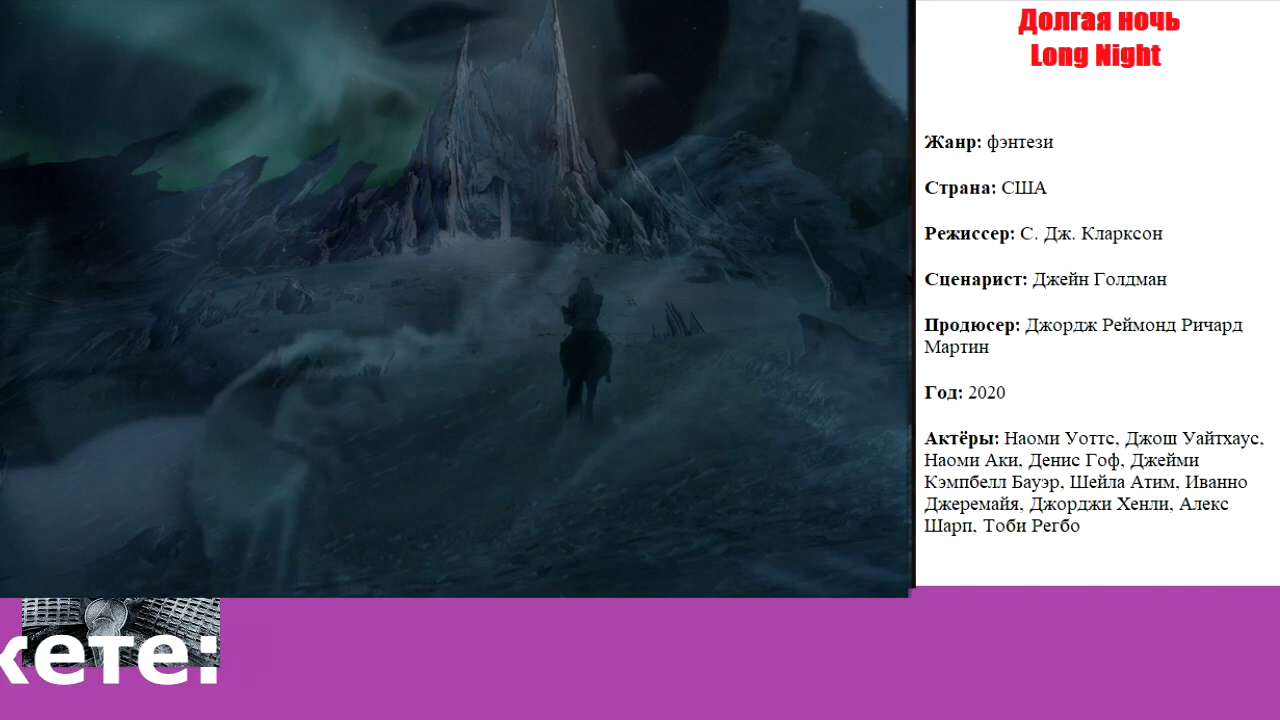 Долгая ночь
Long Night
Жанр: фэнтези
Страна: США
Режиссер: С. Дж. Кларксон
Сценарист: Джейн Голдман
Продюсер: Джордж Реймонд Ричард
Мартин
Год: 2020
Актёры: Наоми Уоттс, Джош Уайтхаус,
Наоми Аки, Денис Гоф, Джейми
Кэмпбелл Бауэр, Шейла Атим, Иванно
Джеремайя, Джорджи Хенли, Алекс
Шарп, Тоби Регбо